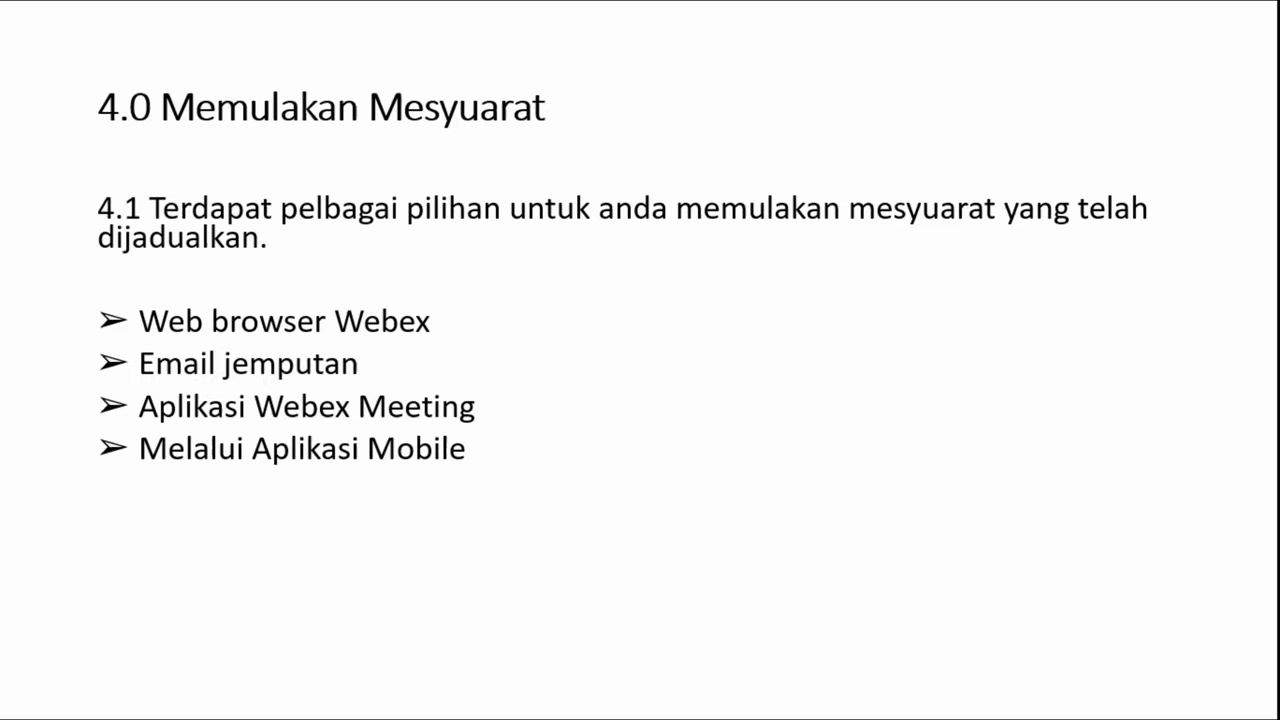 4.0 Memulakan Mesyuarat
4.1 Terdapat pelbagai pilihan untuk anda memulakan mesyuarat yang telah
dijadualkan.
➢ Web browser Webex
➢ Email jemputan
➢ Aplikasi Webex Meeting
➢ Melalui Aplikasi Mobile